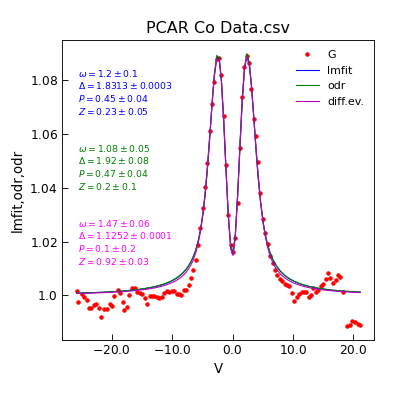 PCAR Co Data.csv
G
lmfit
odr
diff.ev.
ω = 1.2 ± 0.1
Δ = 1.8313 ± 0.0003
P = 0.45 ± 0.04
Z = 0.23 ± 0.05
ω = 1.08 ± 0.05
Δ = 1.92 ± 0.08
P = 0.47 ± 0.04
Z = 0.2 ± 0.1
ω = 1.47 ± 0.06
Δ = 1.1252 ± 0.0001
P = 0.1 ± 0.2
Z = 0.92 ± 0.03
lmfit,odr,odr
1.08
1.06
1.04
1.02
1.0
−20.0 −10.0 0.0 10.0 20.0
V